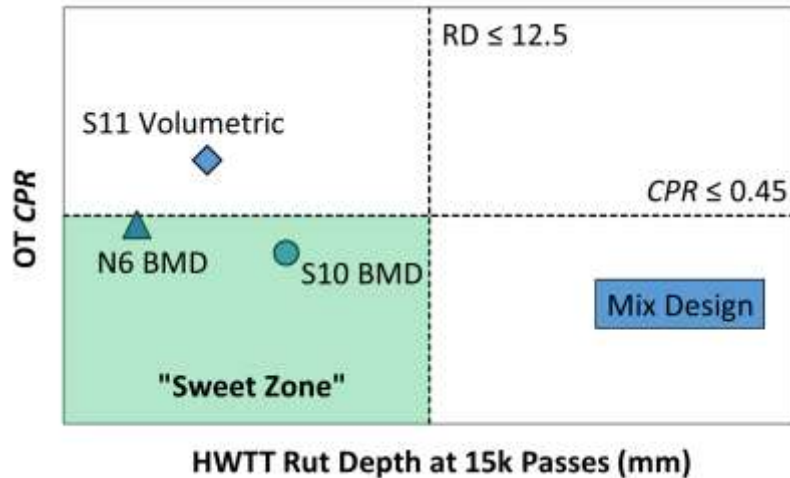 RD ≤ 12.5
S11 Volumetric
CPR ≤ 0.45
OT CPR
N6 BMD
S10 BMD
Mix Design
"Sweet Zone"
HWTT Rut Depth at 15k Passes (mm)